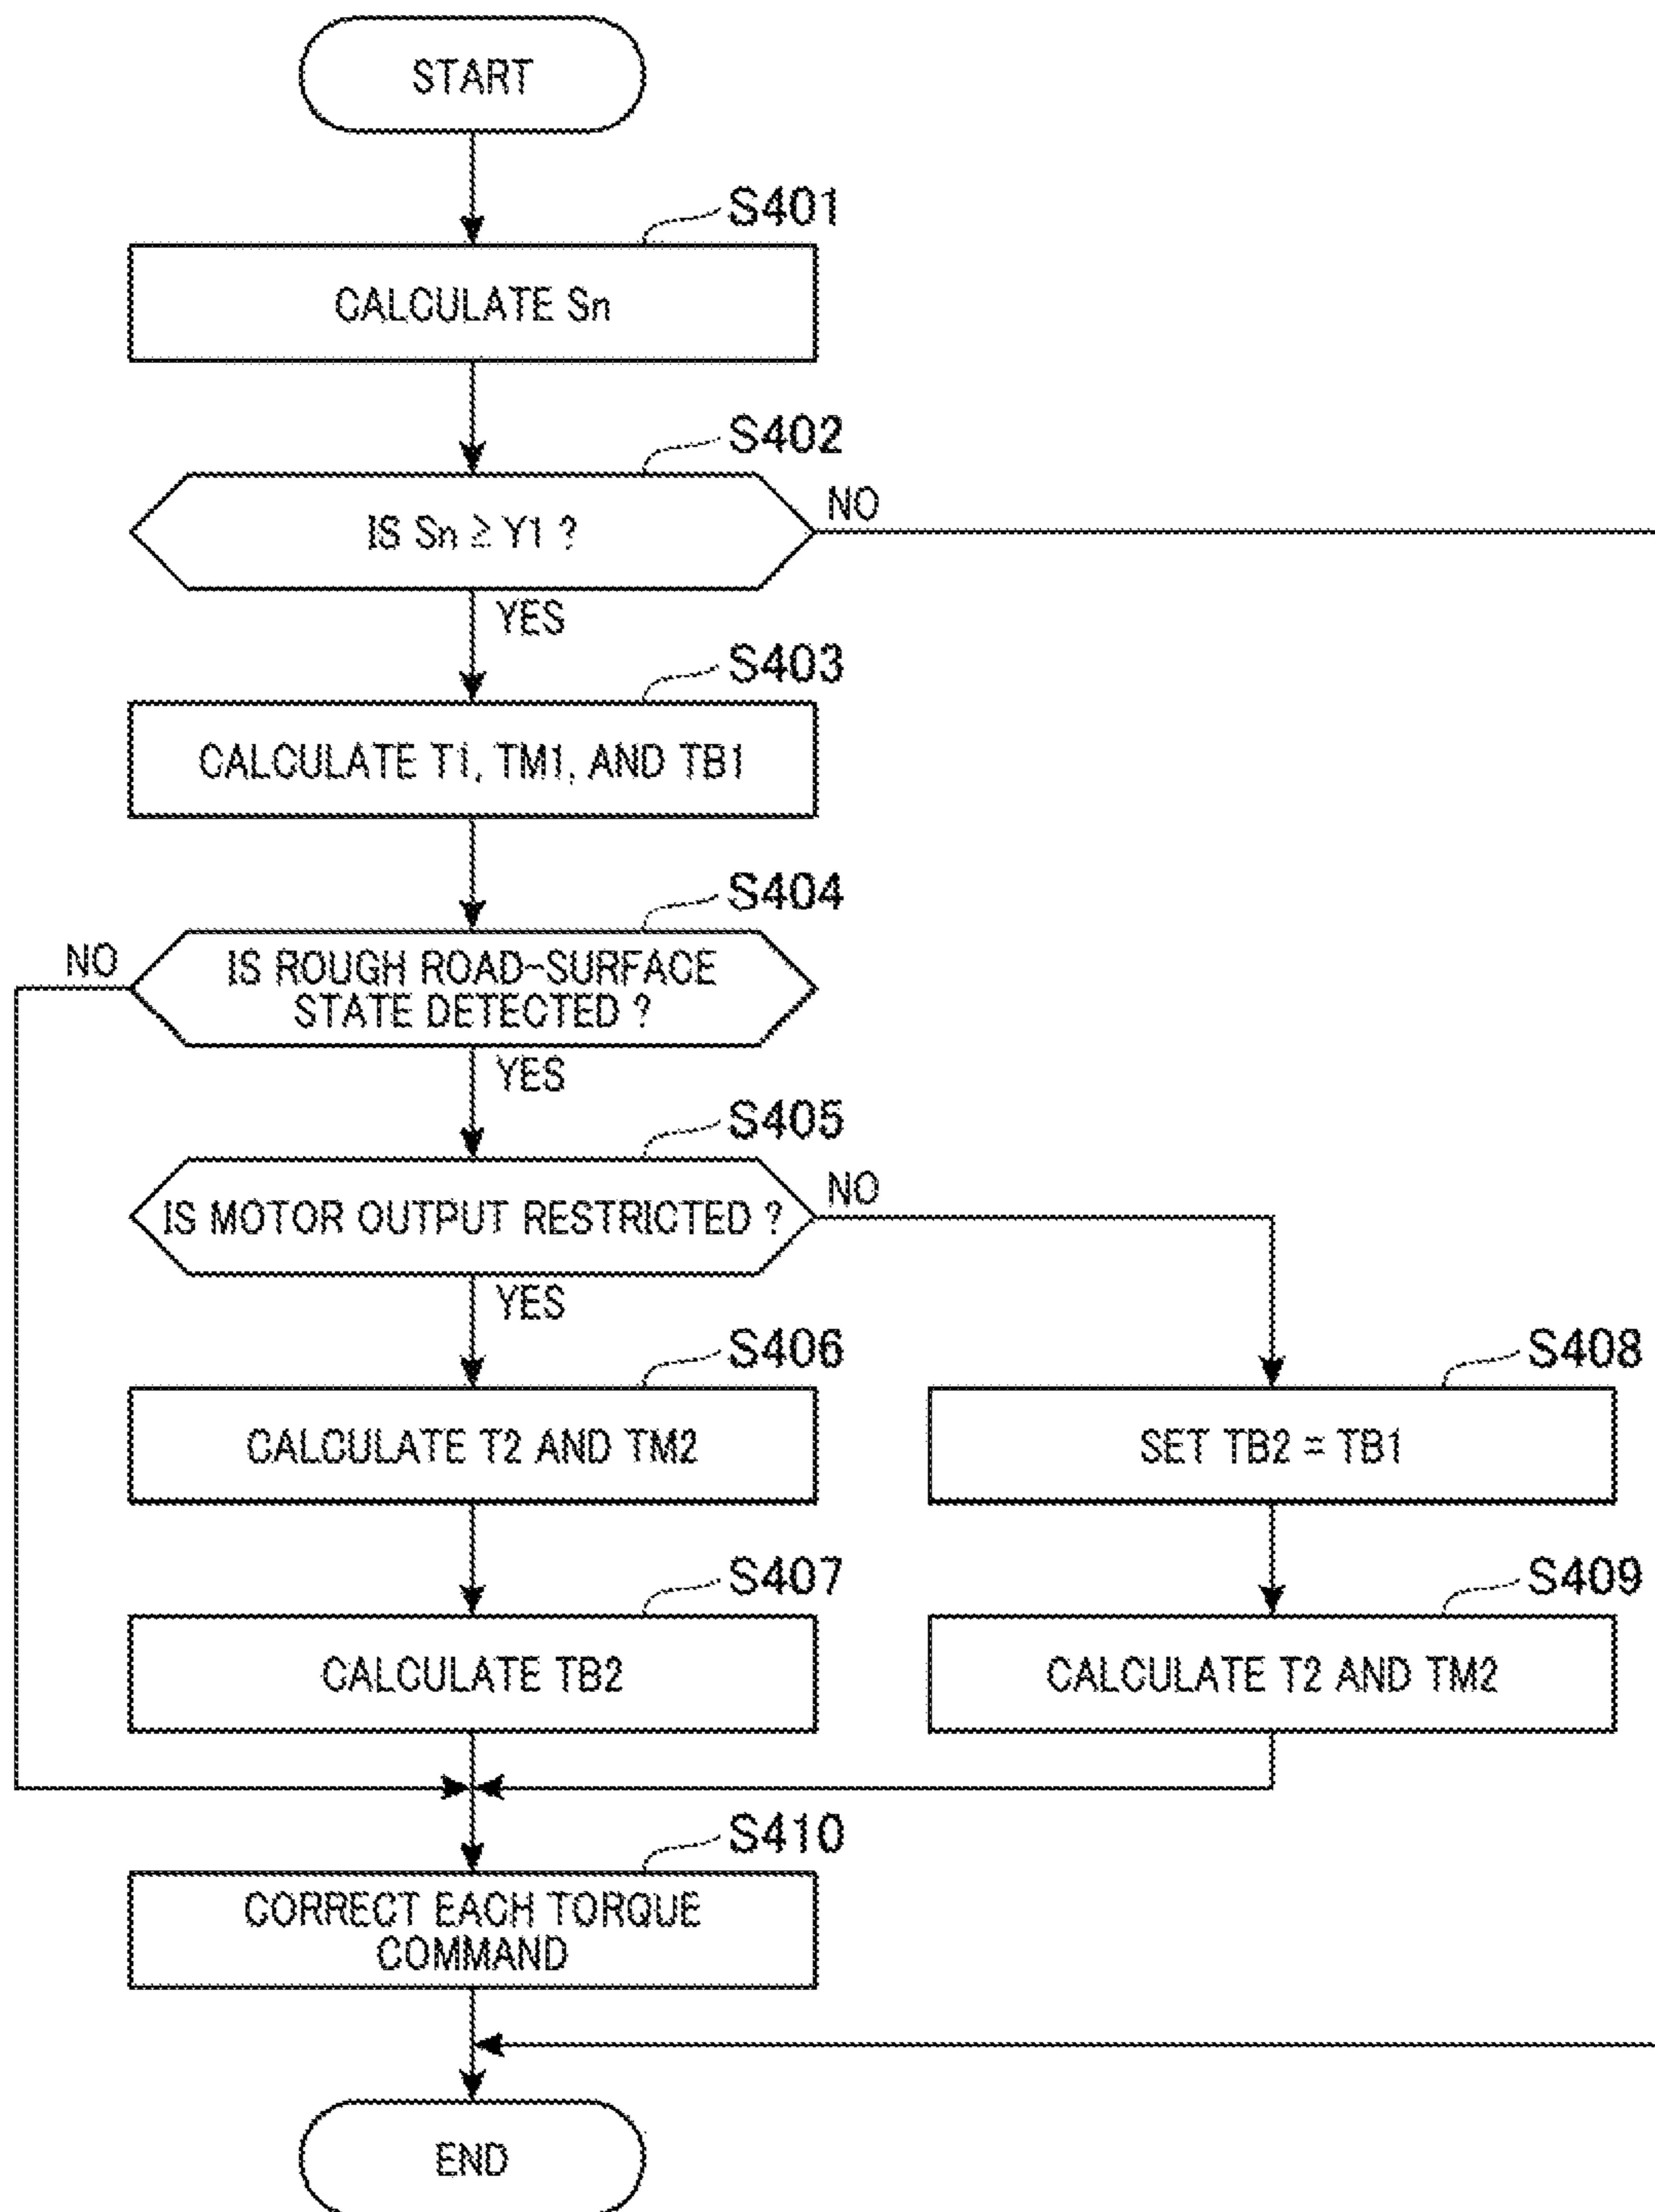 START
S401
CALCULATE Sn
S402
IS Sn ≥ Y1 ?
NO
YES
S403
CALCULATE T1, TM1, AND TB1
S404
NO
IS ROUGH ROAD-SURFACE
STATE DETECTED ?
YES
S405
IS MOTOR OUTPUT RESTRICTED ?
NO
YES
S406
CALCULATE T2 AND TM2
S408
SET TB2 = TB1
S407
CALCULATE TB2
S409
CALCULATE T2 AND TM2
S410
CORRECT EACH TORQUE
COMMAND
END